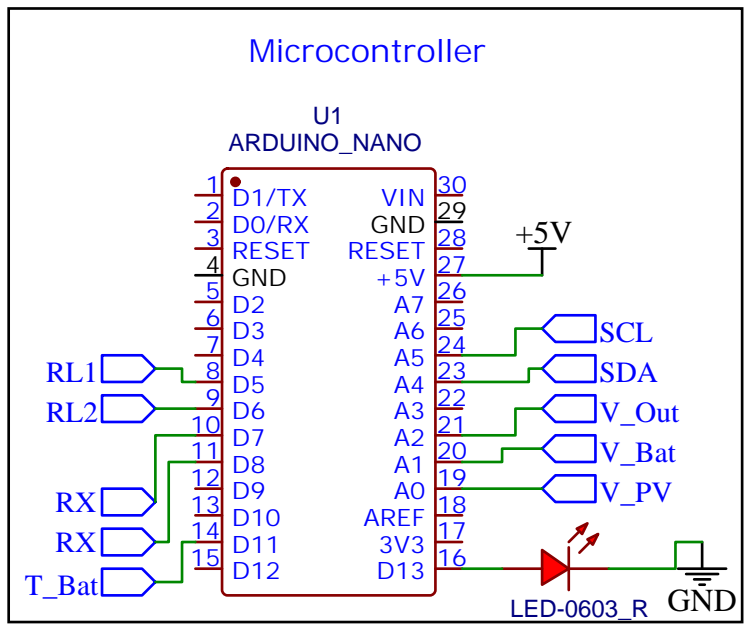 Microcontroller
U1
ARDUINO_NANO
1 D1/TX VIN 30
2 D0/RX GND 29
3 RESET RESET 28
4 GND +5V 27 +5V
5 D2 A7 26
6 D3 A6 25
7 D4 A5 24 SCL
RL1 8 D5 A4 23 SDA
RL2 9 D6 A3 22
10 D7 A2 21 V_Out
11 D8 A1 20 V_Bat
RX 12 D9 A0 19 V_PV
13 D10 AREF 18
RX 14 D11 3V3 17
T_Bat 15 D12 D13 16
LED-0603_R GND